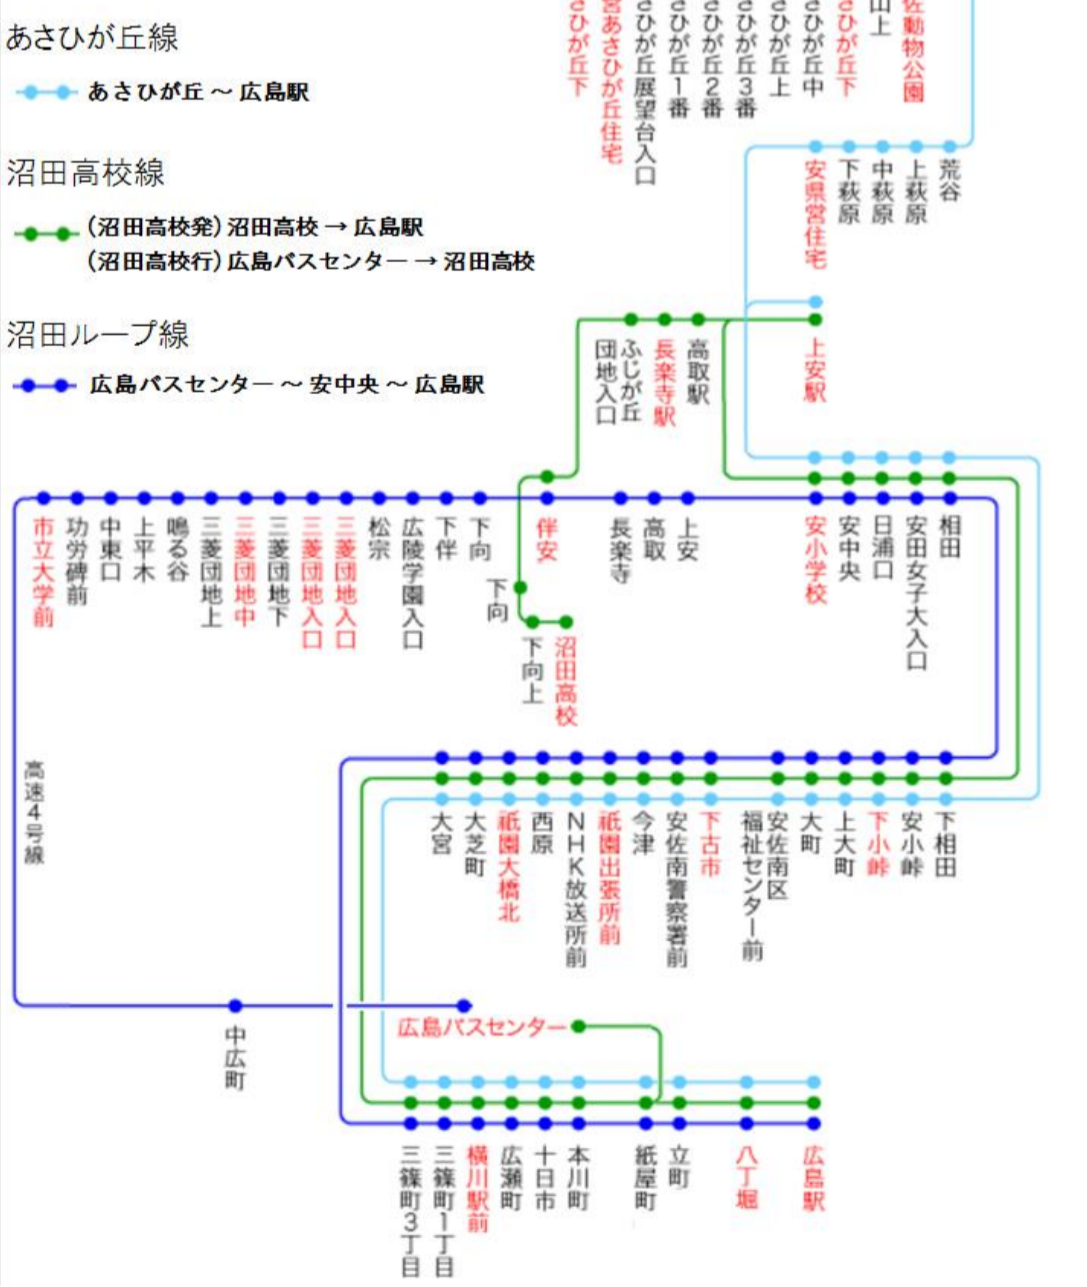 あさひが丘線
あさひが丘 ～ 広島駅
沼田高校線
(沼田高校発) 沼田高校 → 広島駅
(沼田高校行) 広島バスセンター → 沼田高校
沼田ループ線
広島バスセンター ～ 安中央 ～ 広島駅
さひが丘下
宮あさひが丘住宅
さひが丘展望台入口
さひが丘1番
さひが丘2番
さひが丘3番
さひが丘上
さひが丘中
さひが丘下
山上
佐動物公園
安県営住宅
下萩原
中萩原
上萩原
荒谷
団地入口
ふじが丘
長楽寺駅
高取駅
上安駅
市立大学前
功労碑前
中東口
上平木
鳴る谷
三菱団地上
三菱団地中
三菱団地下
三菱団地入口
三菱団地入口
松宗
広陵学園入口
下伴
下向
伴安
長楽寺
高取
上安
安小学校
安中央
日浦口
安田女子大入口
相田
下向
下向上
沼田高校
高速4号線
大宮
大芝町
祇園大橋北
西原
NHK放送所前
祇園出張所前
今津
安佐南警察署前
下古市
福祉センター前
安佐南区
大町
上大町
下小峠
安小峠
下相田
中広町
広島バスセンター
三篠町3丁目
三篠町1丁目
横川駅前
広瀬町
十日市
本川町
紙屋町
立町
八丁堀
広島駅